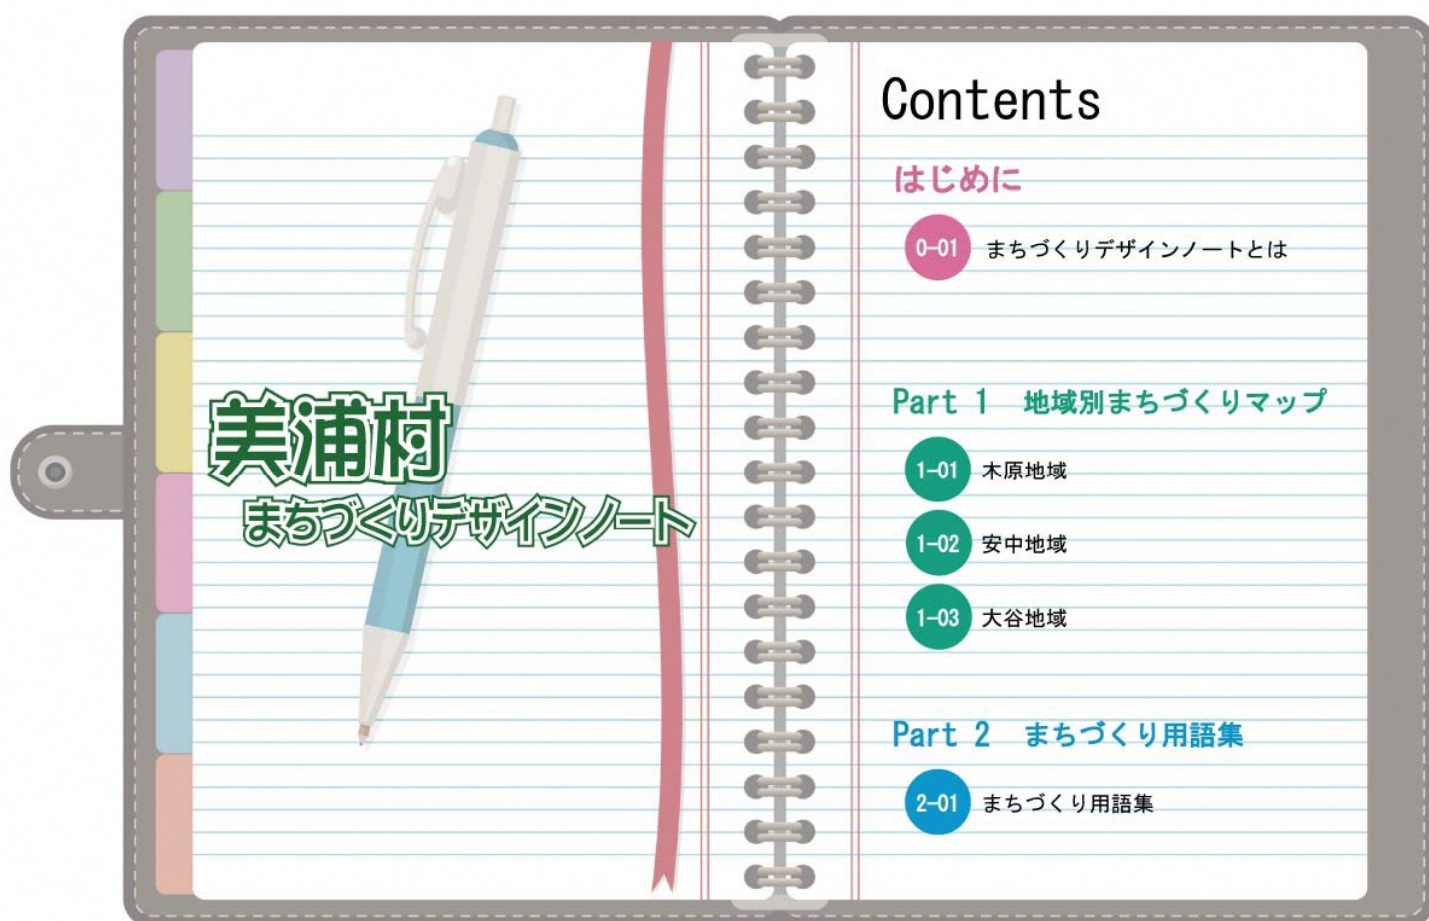 美浦村
まちづくりデザインノート
Contents
はじめに
0-01 まちづくりデザインノートとは
Part 1 地域別まちづくりマップ
1-01 木原地域
1-02 安中地域
1-03 大谷地域
Part 2 まちづくり用語集
2-01 まちづくり用語集